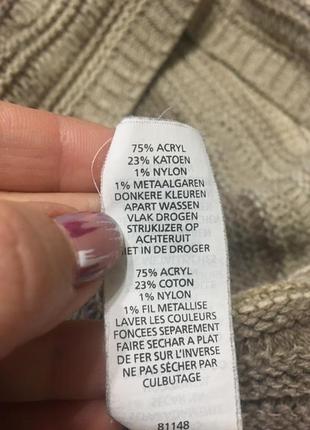 75% ACRYL
23% KATOEN
1% NYLON
1% METAALGAREN
DONKERE KLEUREN
APART WASSEN
VLAK DROGEN
STRIJKIJZER OP
ACHTERUIT
NIET IN DE DROGER
75% ACRYL
23% COTON
1% NYLON
1% FIL METALLISE
LAVER LES COULEURS
FONCEES SEPAREMENT
FAIRE SECHAR A PLAT
DE FER SUR L'INVERSE
NE PAS SÈCHER PAR
CULBUTAGE
81148